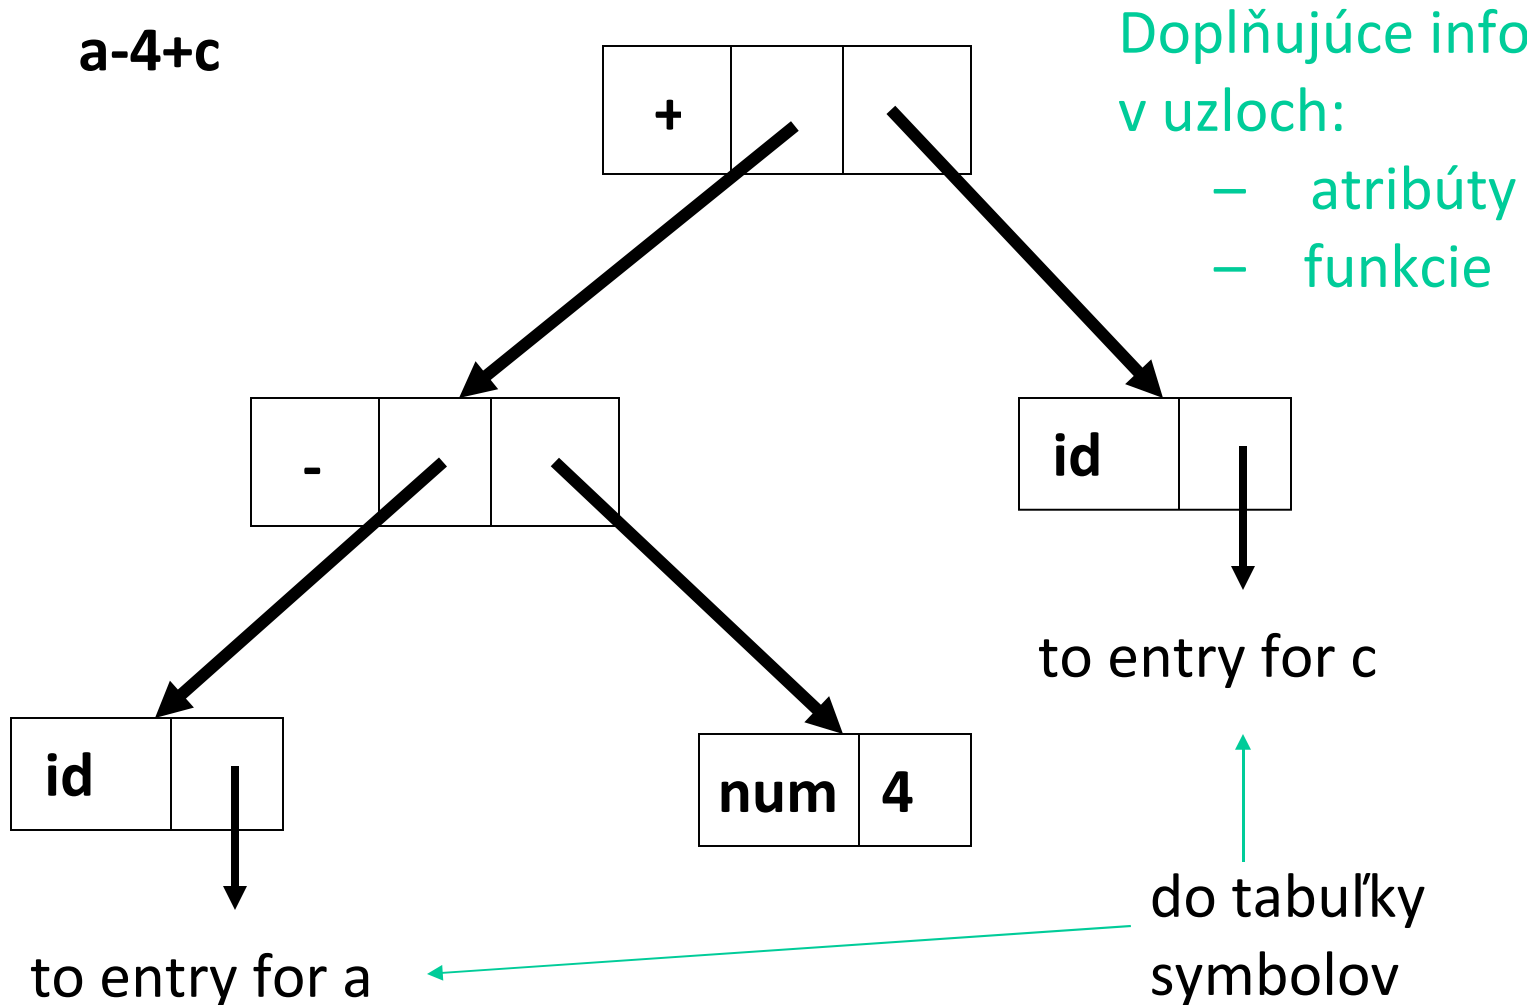 a-4+c
Doplňujúce info
v uzloch:
– atribúty
– funkcie
+
-
id
to entry for c
id
num 4
to entry for a
do tabuľky
symbolov